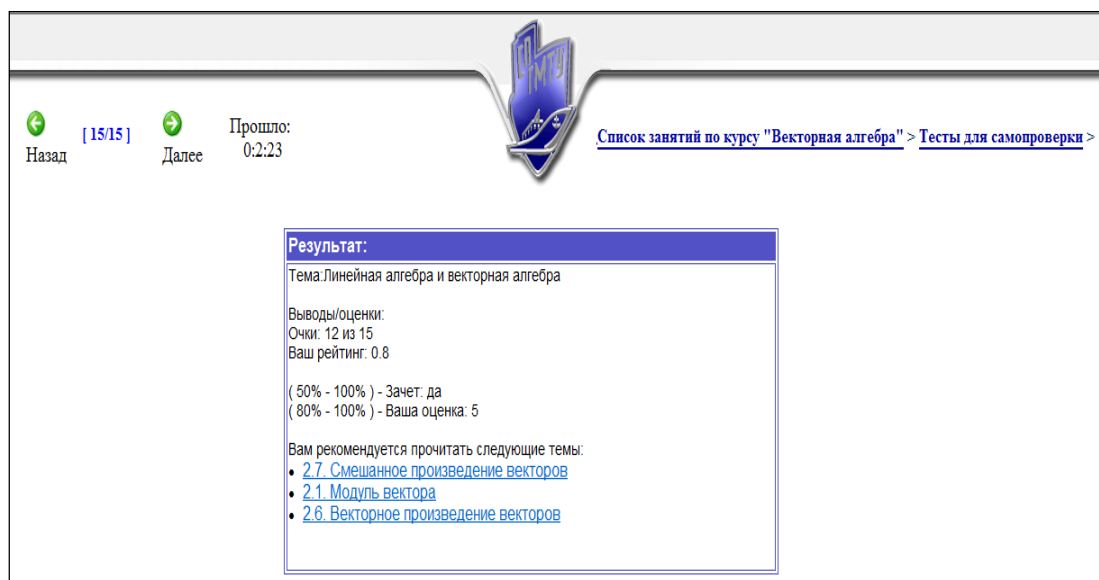 СПб
ГМТУ
Назад
[ 15/15 ]
Далее
Прошло:
0:2:23
Список занятий по курсу "Векторная алгебра" > Тесты для самопроверки >
Результат:
Тема:Линейная алгебра и векторная алгебра
Выводы/оценки:
Очки: 12 из 15
Ваш рейтинг: 0.8
( 50% - 100% ) - Зачет: да
( 80% - 100% ) - Ваша оценка: 5
Вам рекомендуется прочитать следующие темы:
• 2.7. Смешанное произведение векторов
• 2.1. Модуль вектора
• 2.6. Векторное произведение векторов